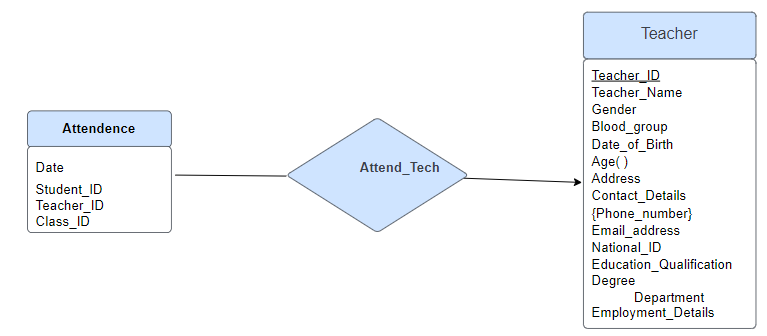 Attendence
Date
Student_ID
Teacher_ID
Class_ID
Attend_Tech
Teacher
Teacher_ID
Teacher_Name
Gender
Blood_group
Date_of_Birth
Age( )
Address
Contact_Details
{Phone_number}
Email_address
National_ID
Education_Qualification
Degree
Department
Employment_Details